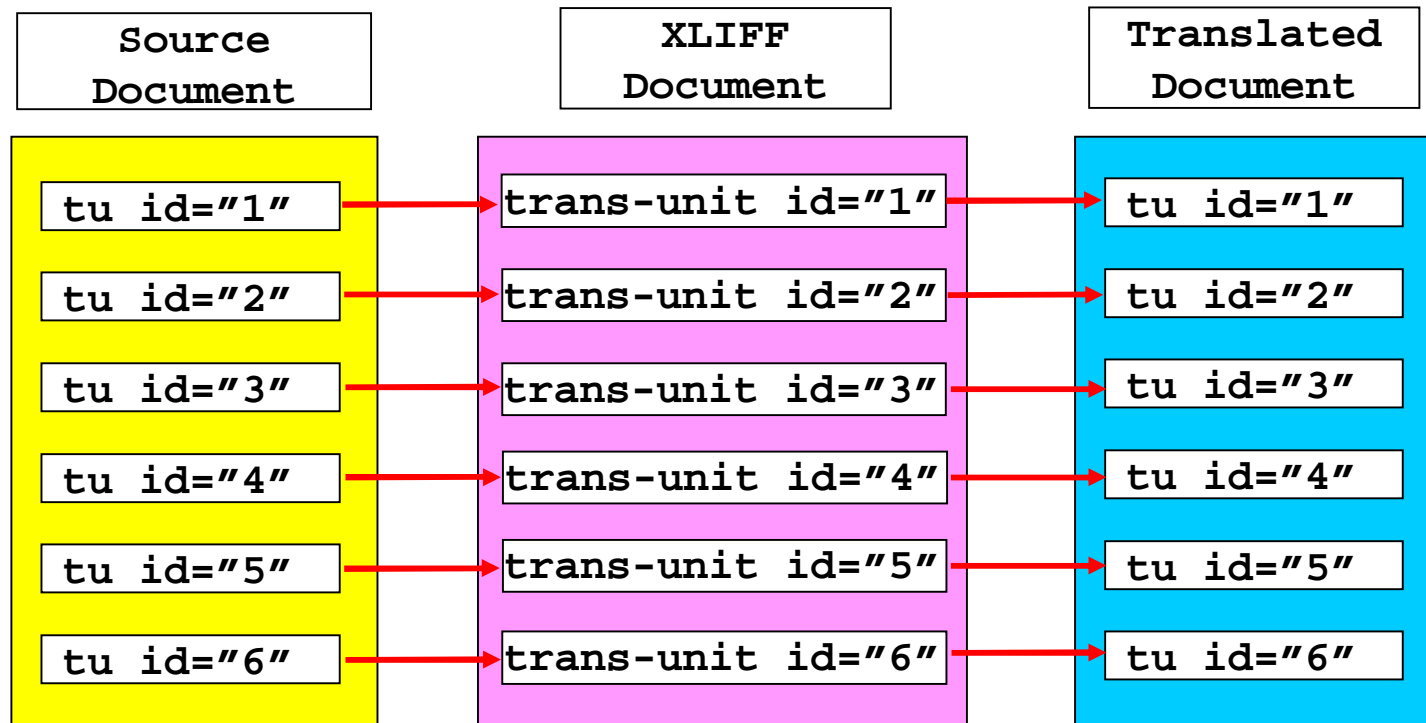 Source
Document
XLIFF
Document
Translated
Document
tu id=″1″
trans-unit id=″1″
tu id=″1″
tu id=″2″
trans-unit id=″2″
tu id=″2″
tu id=″3″
trans-unit id=″3″
tu id=″3″
tu id=″4″
trans-unit id=″4″
tu id=″4″
tu id=″5″
trans-unit id=″5″
tu id=″5″
tu id=″6″
trans-unit id=″6″
tu id=″6″